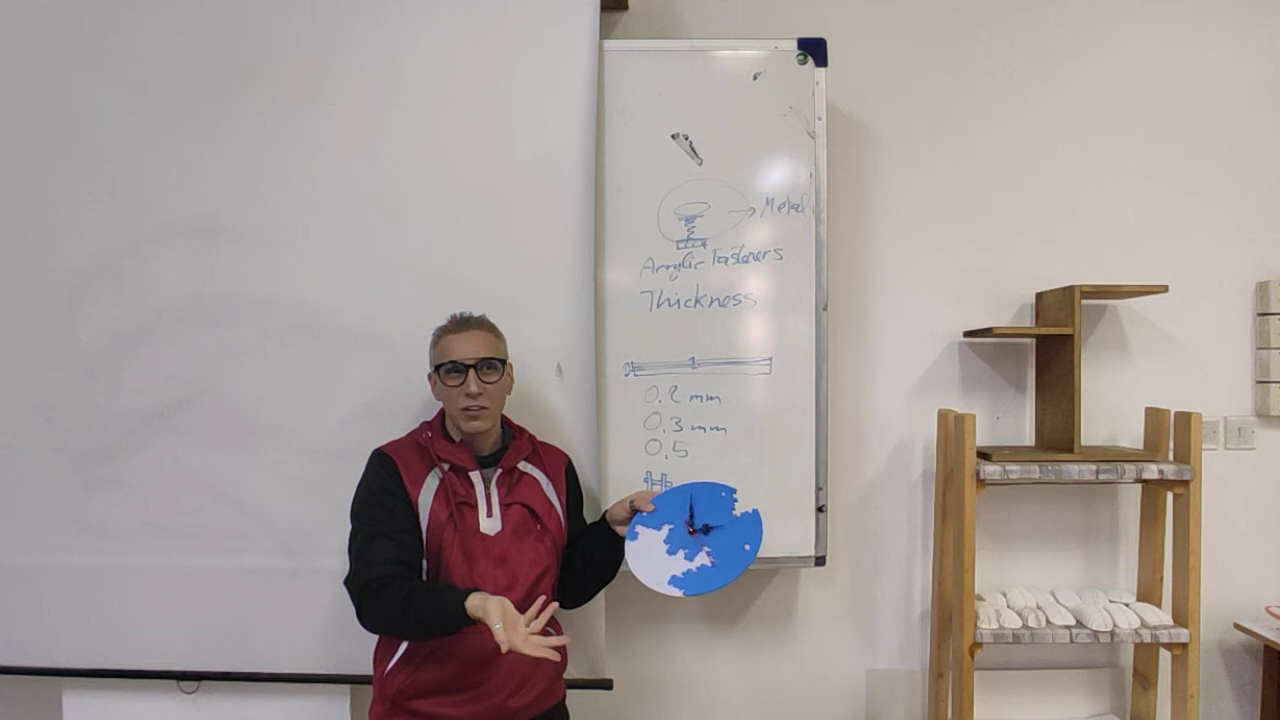 Metal
Acrylic Fasteners
Thickness
0.2 mm
0.3 mm
0.5